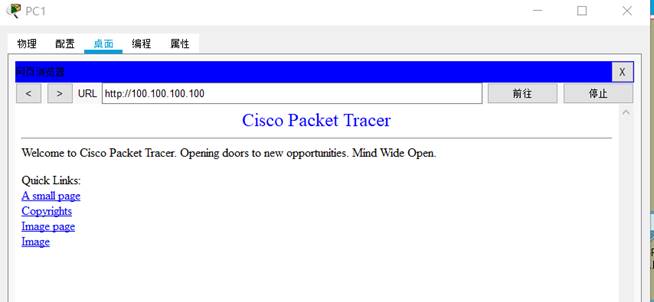 PC1
物理 配置 桌面 编程 属性
网页浏览器 X
< > URL http://100.100.100.100 前往 停止
Cisco Packet Tracer
Welcome to Cisco Packet Tracer. Opening doors to new opportunities. Mind Wide Open.
Quick Links:
A small page
Copyrights
Image page
Image